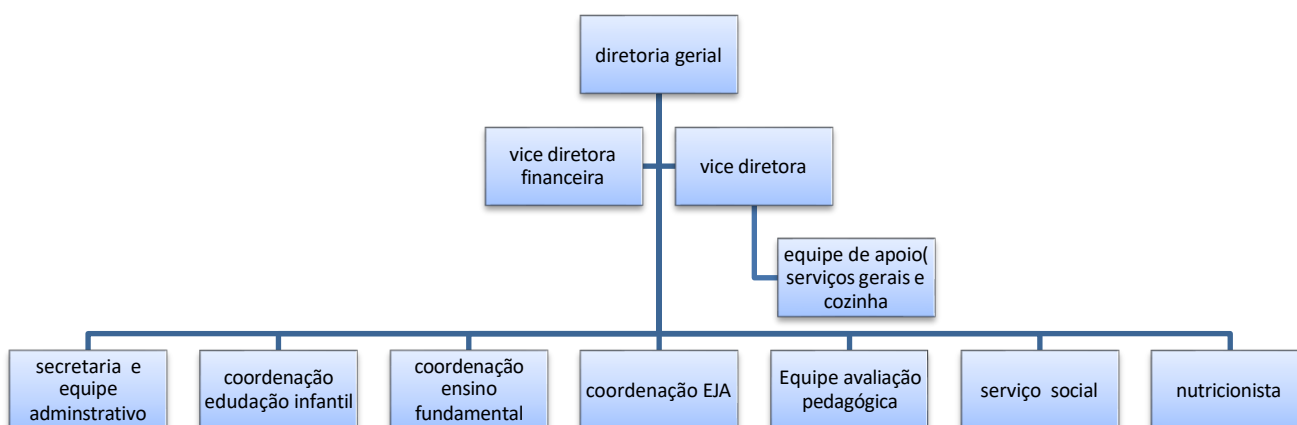 diretoria gerial
vice diretora
financeira
vice diretora
equipe de apoio(
serviços gerais e
cozinha
secretaria e
equipe
adminstrativo
coordenação
edudação infantil
coordenação
ensino
fundamental
coordenação EJA
Equipe avaliação
pedagógica
serviço social
nutricionista